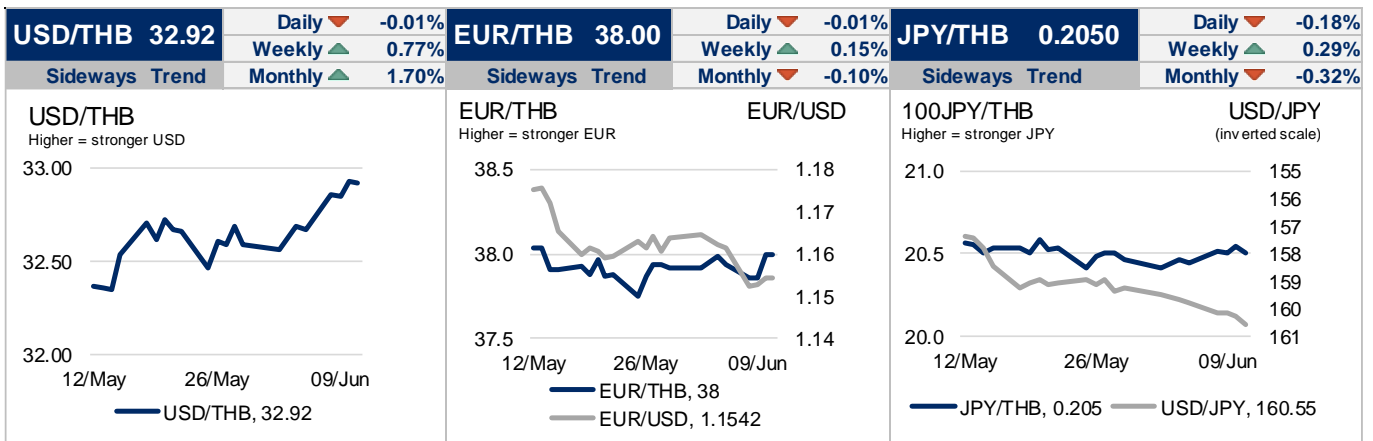 USD/THB 32.92
Daily -0.01%
Weekly 0.77%
Sideways Trend
Monthly 1.70%
USD/THB
Higher = stronger USD
33.00
32.50
32.00
12/May 26/May 09/Jun
USD/THB, 32.92
EUR/THB 38.00
Daily -0.01%
Weekly 0.15%
Sideways Trend
Monthly -0.10%
EUR/THB EUR/USD
Higher = stronger EUR
38.5 1.18
1.17
38.0 1.16
1.15
37.5 1.14
12/May 26/May 09/Jun
EUR/THB, 38
EUR/USD, 1.1542
JPY/THB 0.2050
Daily -0.18%
Weekly 0.29%
Sideways Trend
Monthly -0.32%
100JPY/THB USD/JPY
Higher = stronger JPY (inverted scale)
21.0 155
156
157
20.5 158
159
160
20.0 161
12/May 26/May 09/Jun
JPY/THB, 0.205 USD/JPY, 160.55